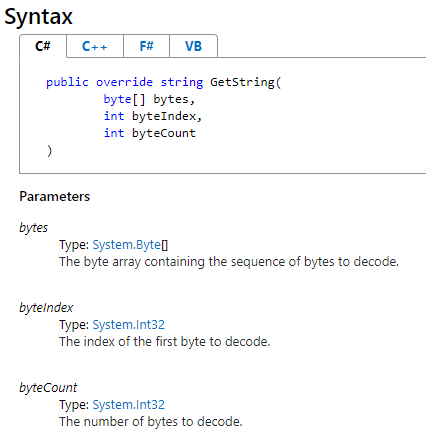 Syntax
C# C++ F# VB
public override string GetString(
byte[] bytes,
int byteIndex,
int byteCount
)
Parameters
bytes
Type: System.Byte[]
The byte array containing the sequence of bytes to decode.
byteIndex
Type: System.Int32
The index of the first byte to decode.
byteCount
Type: System.Int32
The number of bytes to decode.